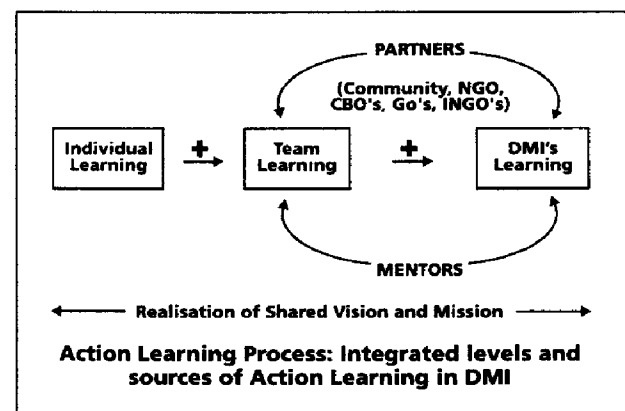 PARTNERS
(Community, NGO,
CBO's, Go's, INGO's)
Individual
Learning
+
Team
Learning
+
DMI's
Learning
MENTORS
Realisation of Shared Vision and Mission
Action Learning Process: Integrated levels and
sources of Action Learning in DMI